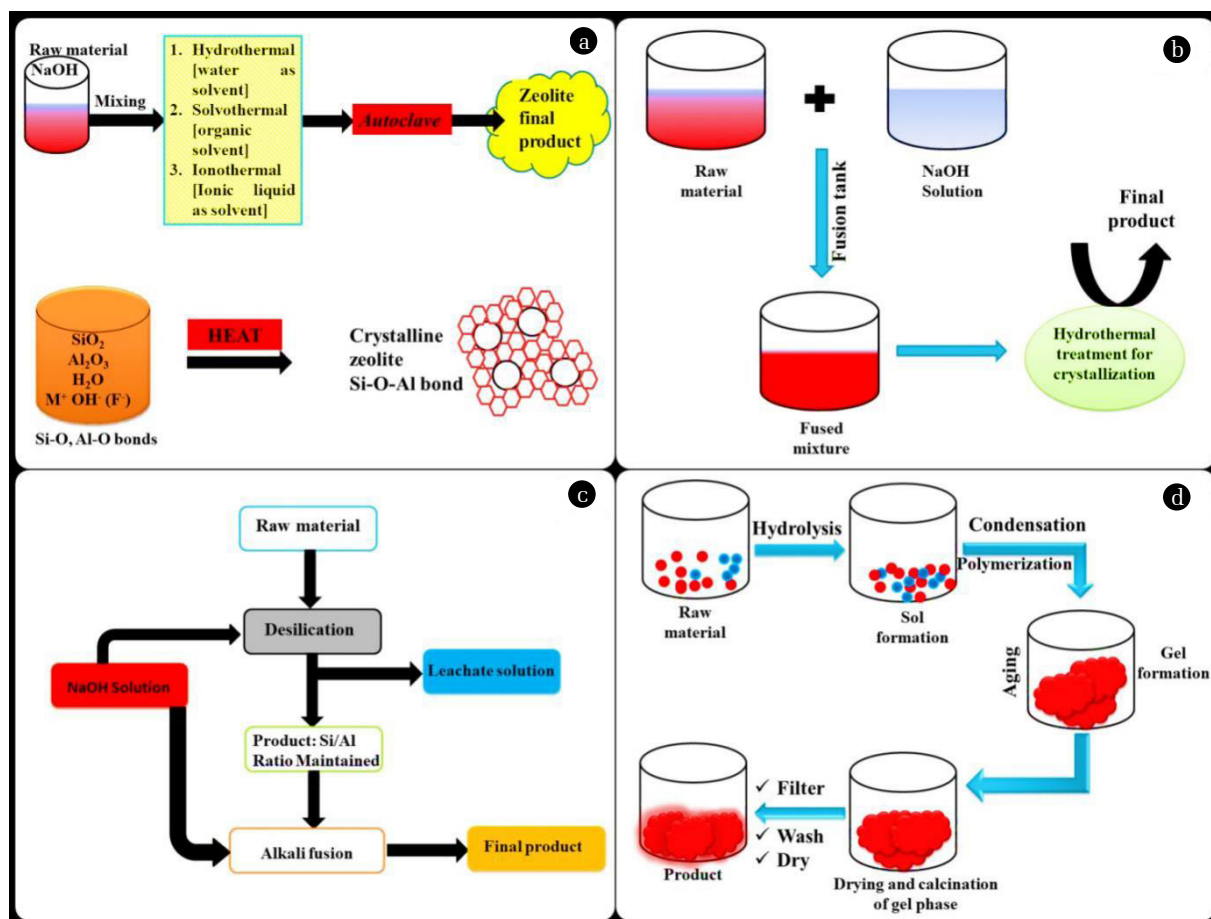 a
Raw material
NaOH
Mixing
1. Hydrothermal
[water as
solvent]
2. Solvothermal
[organic
solvent]
3. Ionothermal
[Ionic liquid
as solvent]
Autoclave
Zeolite
final
product
SiO₂
Al₂O₃
H₂O
M⁺ OH⁻ (F⁻)
Si-O, Al-O bonds
HEAT
Crystalline
zeolite
Si-O-Al bond
b
Raw
material
NaOH
Solution
Fusion tank
Fused
mixture
Final
product
Hydrothermal
treatment for
crystallization
c
Raw material
Desilication
NaOH Solution
Leachate solution
Product: Si/Al
Ratio Maintained
Alkali fusion
Final product
d
Raw
material
Hydrolysis
Sol
formation
Condensation
Polymerization
Aging
Gel
formation
Drying and calcination
of gel phase
✓ Filter
✓ Wash
✓ Dry
Product